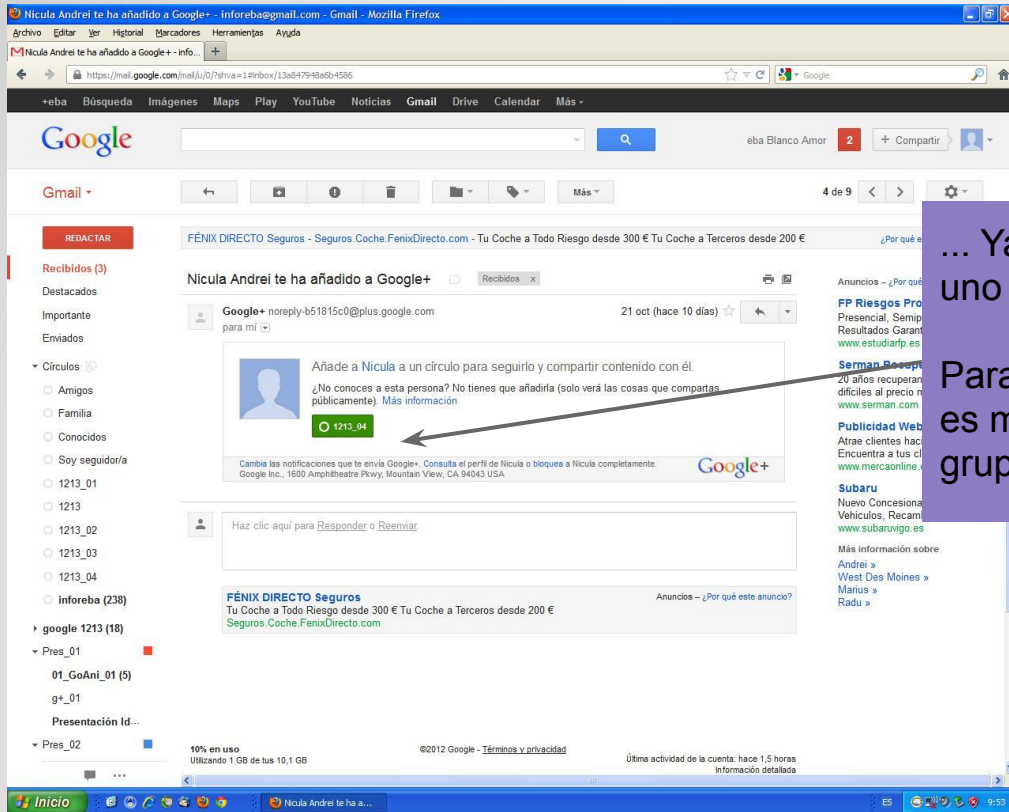 Nicula Andrei te ha añadido a Google+ - inforeba@gmail.com - Gmail - Mozilla Firefox
Archivo Editar Ver Historial Marcadores Herramientas Ayuda
Nicula Andrei te ha añadido a Google+ - info... +
https://mail.google.com/mail/u/0/?shva=1#inbox/13a847948a6b4586 Google
+eba Búsqueda Imágenes Maps Play YouTube Noticias Gmail Drive Calendar Más
Google eba Blanco Amor 2 + Compartir
Gmail Más 4 de 9
REDACTAR
Recibidos (3)
Destacados
Importante
Enviados
Círculos
Amigos
Familia
Conocidos
Soy seguidor/a
1213_01
1213
1213_02
1213_03
1213_04
inforeba (238)
google 1213 (18)
Pres_01
01_GoAni_01 (5)
g+_01
Presentación Id...
Pres_02
FÉNIX DIRECTO Seguros - Seguros.Coche.FenixDirecto.com - Tu Coche a Todo Riesgo desde 300 € Tu Coche a Terceros desde 200 € ¿Por qué e
Nicula Andrei te ha añadido a Google+ Recibidos x
Google+ noreply-b51815c0@plus.google.com 21 oct (hace 10 días)
para mí
Añade a Nicula a un círculo para seguirlo y compartir contenido con él.
¿No conoces a esta persona? No tienes que añadirla (solo verá las cosas que compartas
públicamente). Más información
1213_04
Cambia las notificaciones que te envía Google+. Consulta el perfil de Nicula o bloquea a Nicula completamente.
Google Inc., 1600 Amphitheatre Pkwy, Mountain View, CA 94043 USA
Google+
Haz clic aquí para Responder o Reenviar.
FÉNIX DIRECTO Seguros Anuncios – ¿Por qué este anuncio?
Tu Coche a Todo Riesgo desde 300 € Tu Coche a Terceros desde 200 €
Seguros.Coche.FenixDirecto.com
10% en uso
Utilizando 1 GB de tus 10,1 GB
©2012 Google - Términos y privacidad
Última actividad de la cuenta: hace 1,5 horas
Información detallada
Anuncios – ¿Por qué
FP Riesgos Pro
Presencial, Semip
Resultados Garant
www.estudiarfp.es
Serman Recupe
20 años recuperan
difíciles al precio m
www.serman.com
Publicidad Web
Atrae clientes haci
Encuentra a tus cl
www.mercaonline.
Subaru
Nuevo Concesiona
Vehiculos, Recam
www.subaruvigo.es
Más información sobre
Andrei »
West Des Moines »
Marius »
Radu »
... Ya
uno
Para
es m
grup
Inicio Nicula Andrei te ha a... ES 9:53